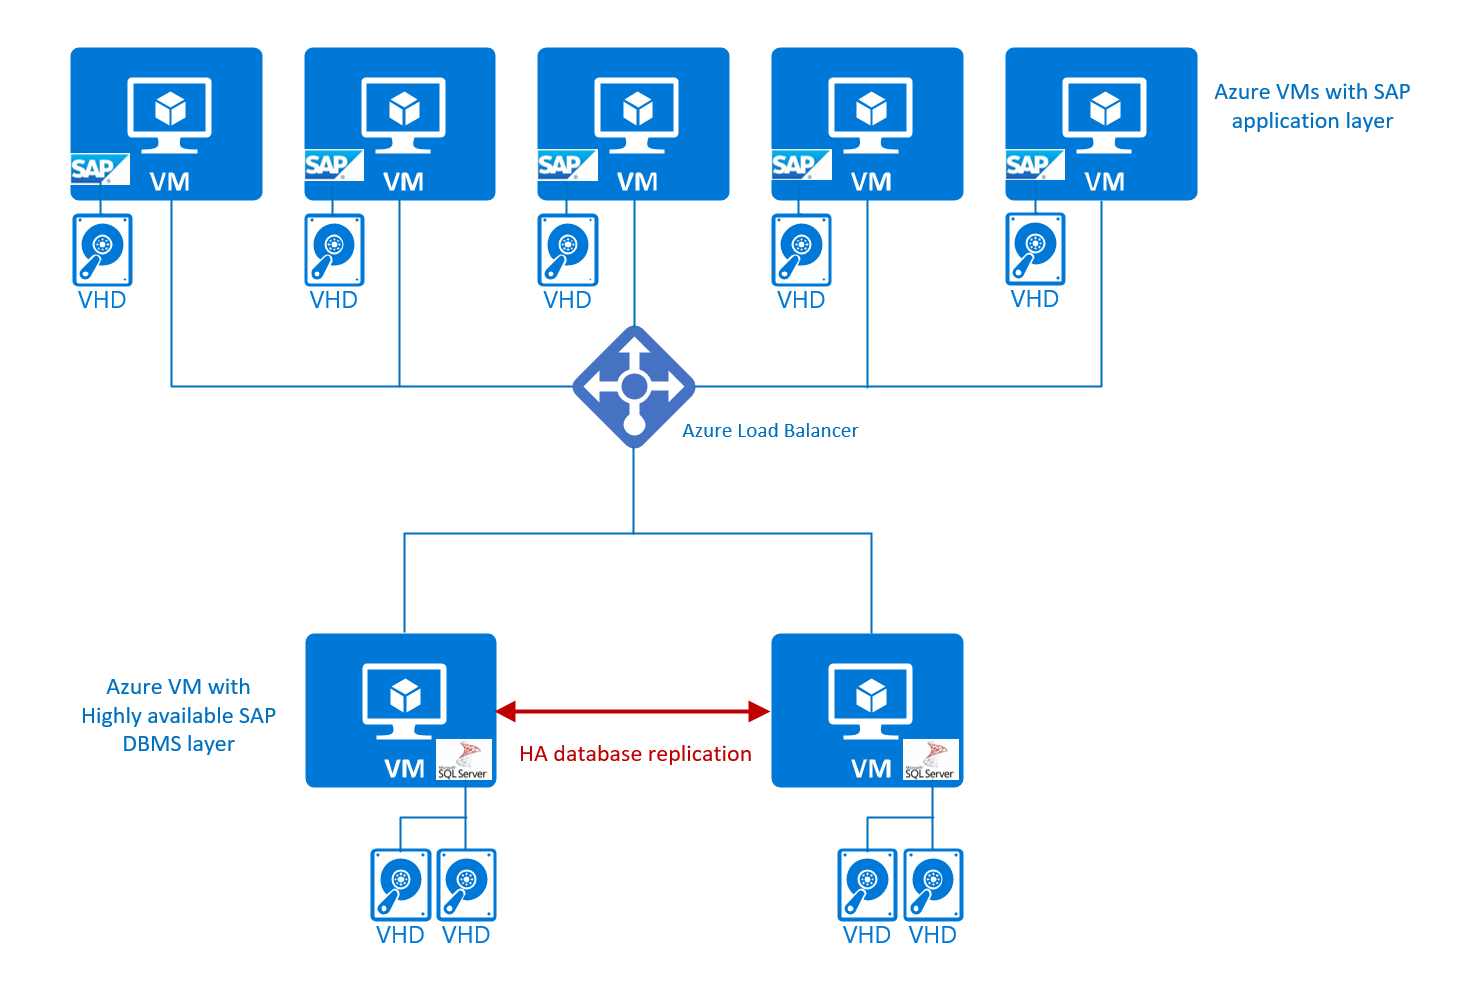 SAP
VM
SAP
VM
SAP
VM
SAP
VM
SAP
VM
Azure VMs with SAP
application layer
VHD
VHD
VHD
VHD
VHD
Azure Load Balancer
Azure VM with
Highly available SAP
DBMS layer
HA database replication
VM
Microsoft
SQL Server
VM
Microsoft
SQL Server
VHD
VHD
VHD
VHD